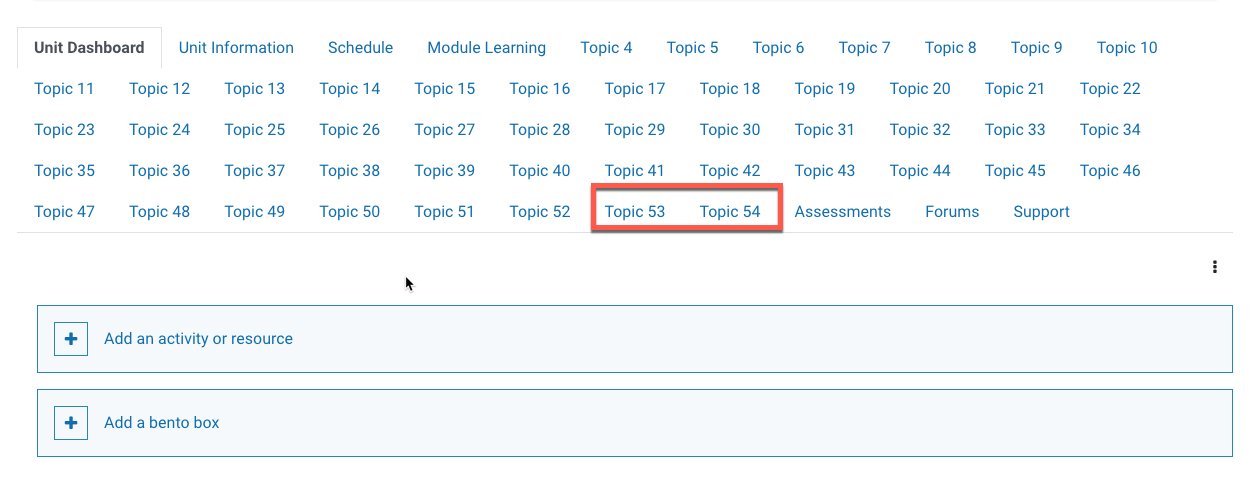 Unit Dashboard Unit Information Schedule Module Learning Topic 4 Topic 5 Topic 6 Topic 7 Topic 8 Topic 9 Topic 10
Topic 11 Topic 12 Topic 13 Topic 14 Topic 15 Topic 16 Topic 17 Topic 18 Topic 19 Topic 20 Topic 21 Topic 22
Topic 23 Topic 24 Topic 25 Topic 26 Topic 27 Topic 28 Topic 29 Topic 30 Topic 31 Topic 32 Topic 33 Topic 34
Topic 35 Topic 36 Topic 37 Topic 38 Topic 39 Topic 40 Topic 41 Topic 42 Topic 43 Topic 44 Topic 45 Topic 46
Topic 47 Topic 48 Topic 49 Topic 50 Topic 51 Topic 52 Topic 53 Topic 54 Assessments Forums Support
Add an activity or resource
Add a bento box